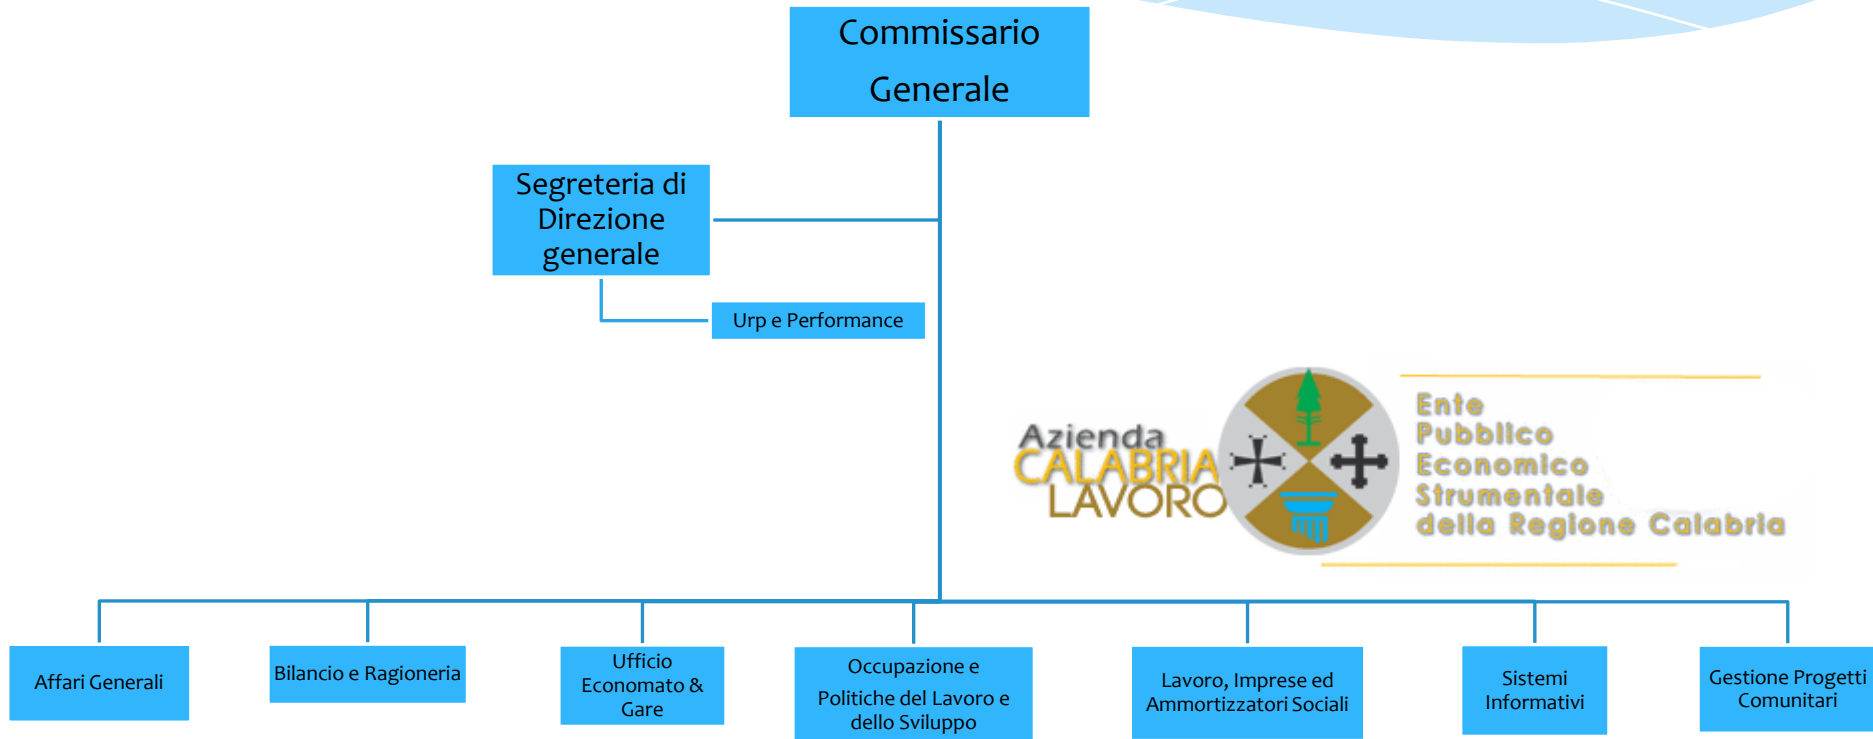 Commissario
Generale
Segreteria di
Direzione
generale
Urp e Performance
Azienda
CALABRIA
LAVORO
Ente
Pubblico
Economico
Strumentale
della Regione Calabria
Affari Generali
Bilancio e Ragioneria
Ufficio
Economato &
Gare
Occupazione e
Politiche del Lavoro e
dello Sviluppo
Lavoro, Imprese ed
Ammortizzatori Sociali
Sistemi
Informativi
Gestione Progetti
Comunitari